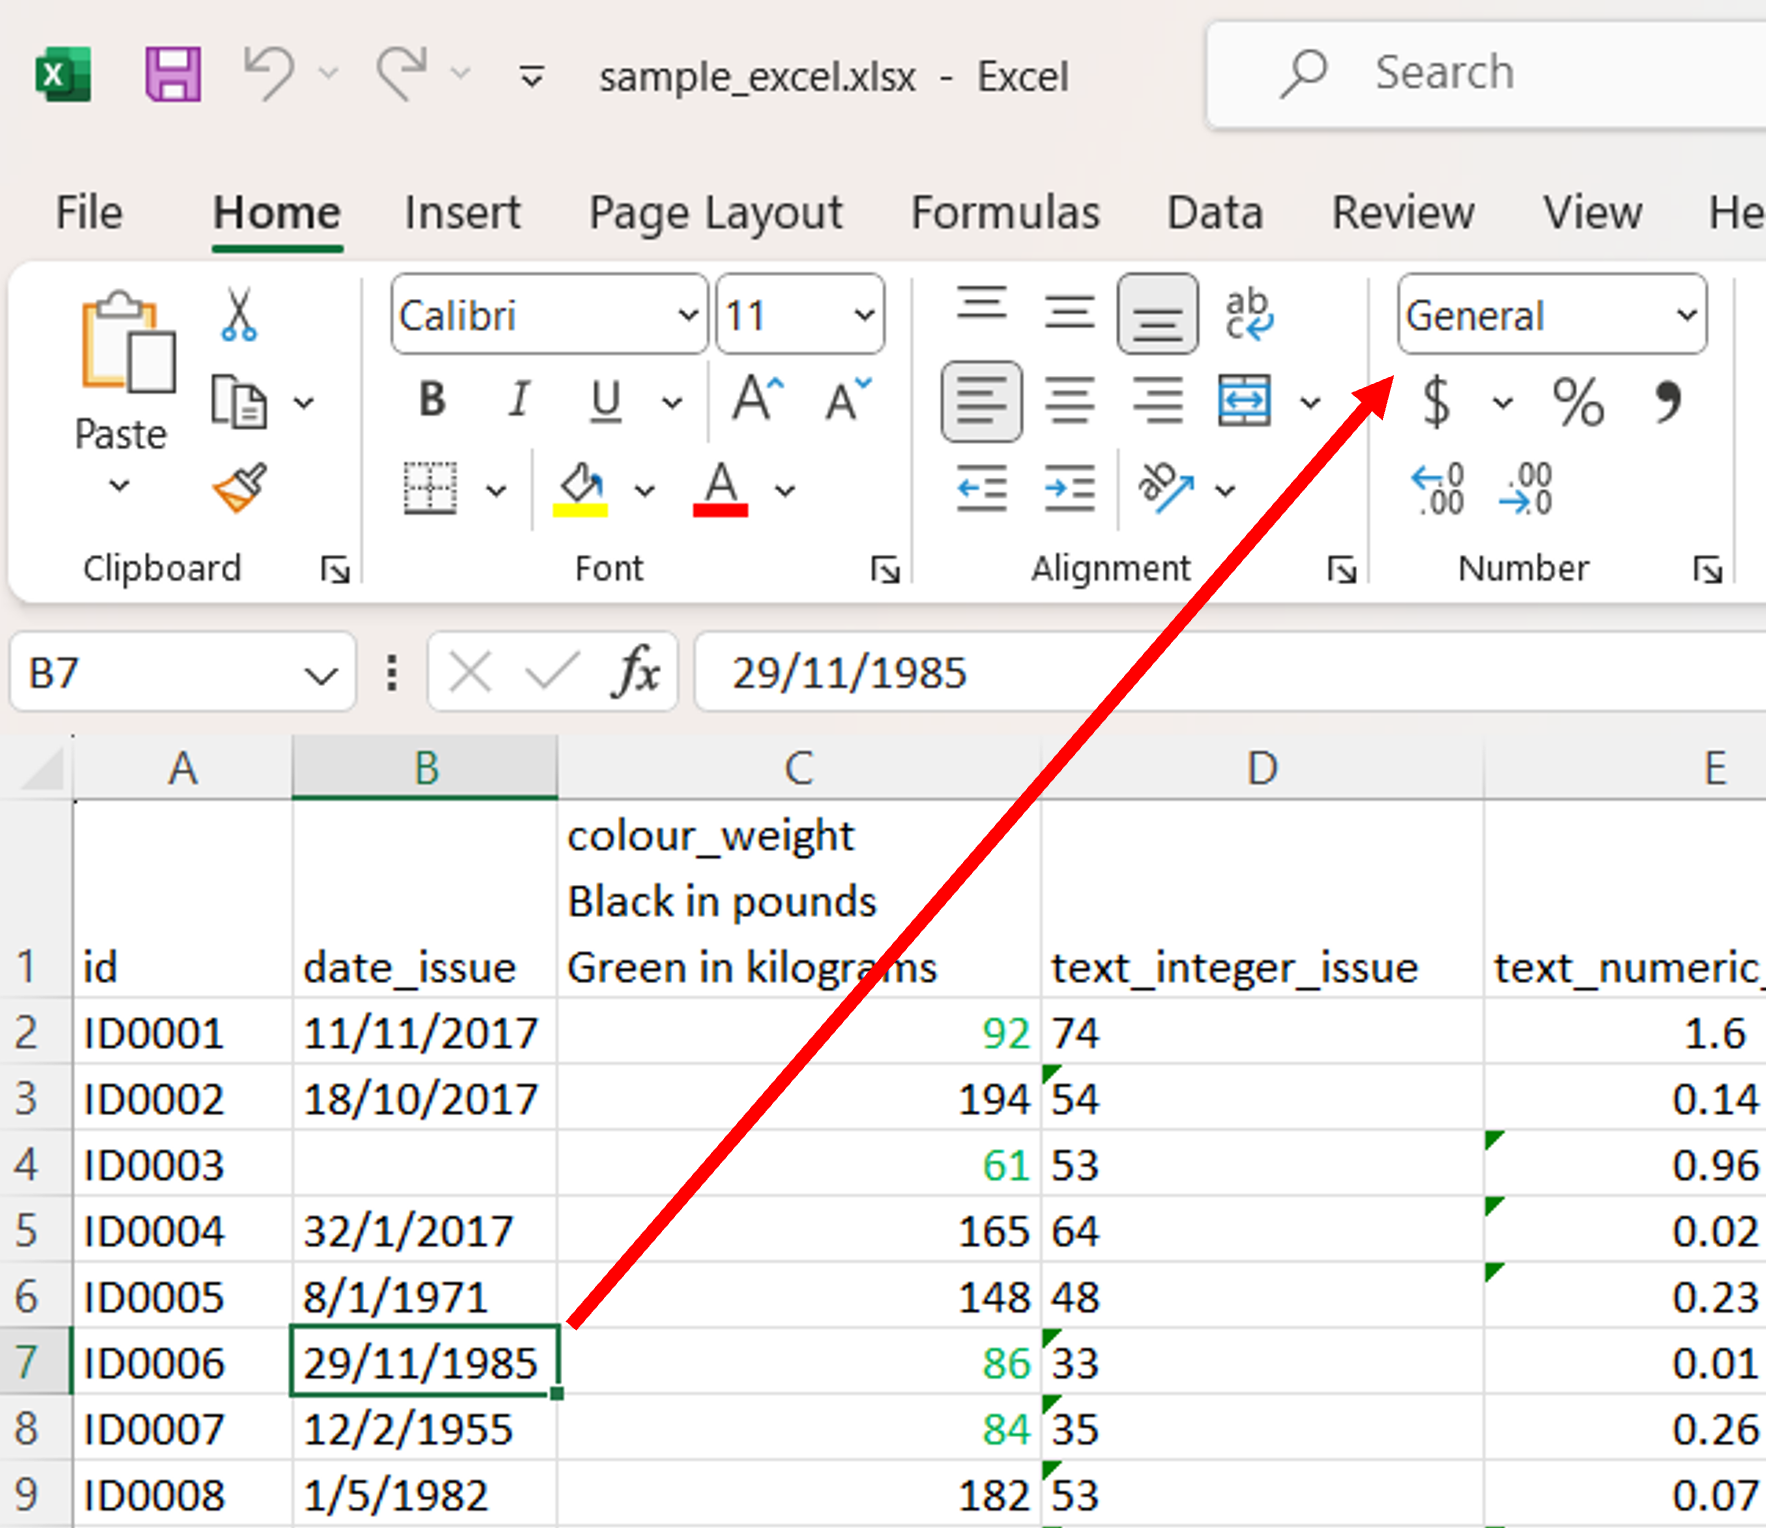 sample_excel.xlsx - Excel
Search
File Home Insert Page Layout Formulas Data Review View He
Paste
Clipboard
Calibri 11
B I U A A
A
Font
ab
c
ab
Alignment
General
$ % ,
0 .00
.00 .0
Number
B7 fx 29/11/1985
A B C D E
colour_weight
Black in pounds
1 id date_issue Green in kilograms text_integer_issue text_numeric_
2 ID0001 11/11/2017 92 74 1.6
3 ID0002 18/10/2017 194 54 0.14
4 ID0003 61 53 0.96
5 ID0004 32/1/2017 165 64 0.02
6 ID0005 8/1/1971 148 48 0.23
7 ID0006 29/11/1985 86 33 0.01
8 ID0007 12/2/1955 84 35 0.26
9 ID0008 1/5/1982 182 53 0.07